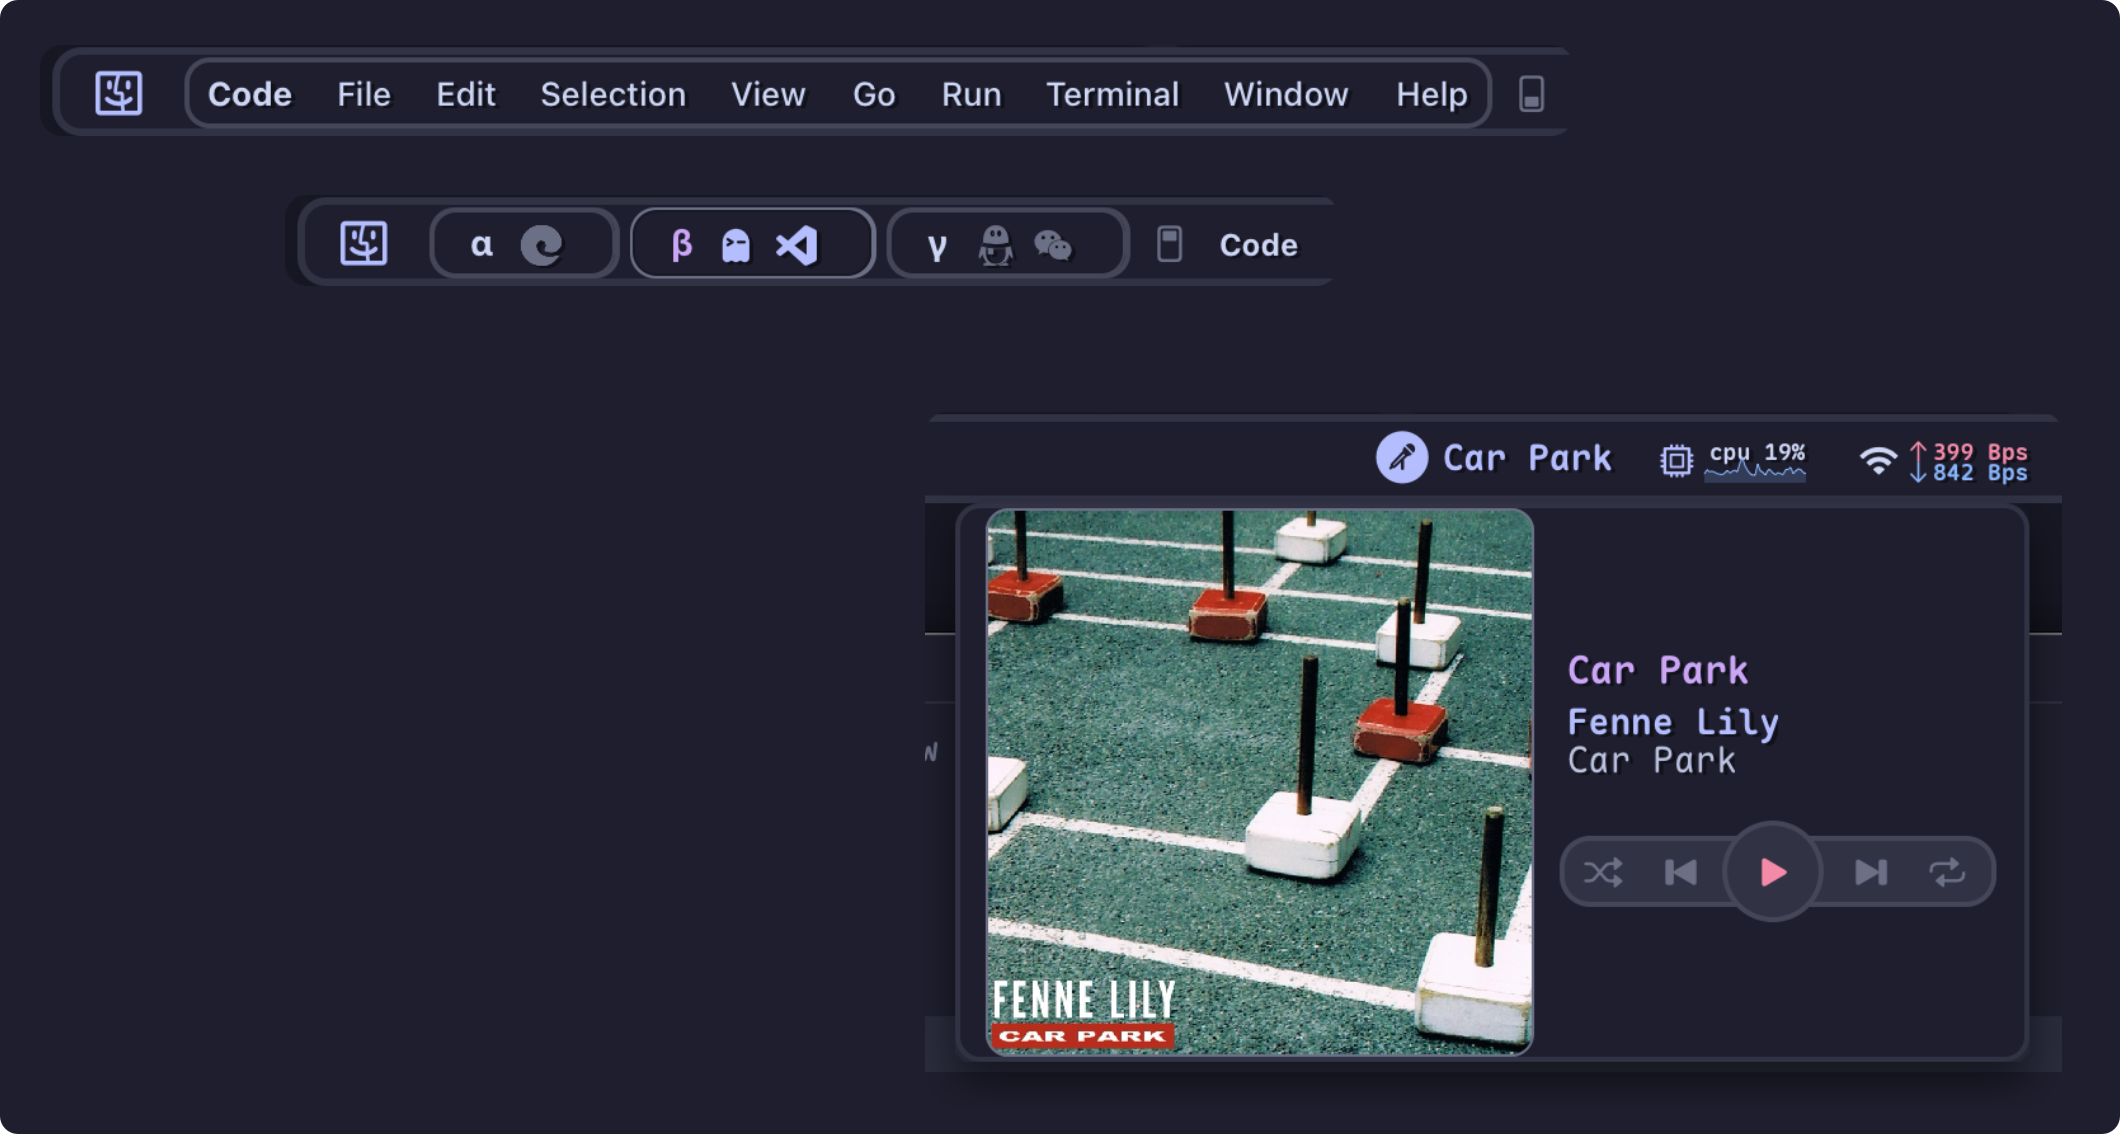 Code File Edit Selection View Go Run Terminal Window Help
α β γ Code
Car Park cpu 19% 399 Bps
842 Bps
w
Car Park
Fenne Lily
Car Park
FENNE LILY
CAR PARK